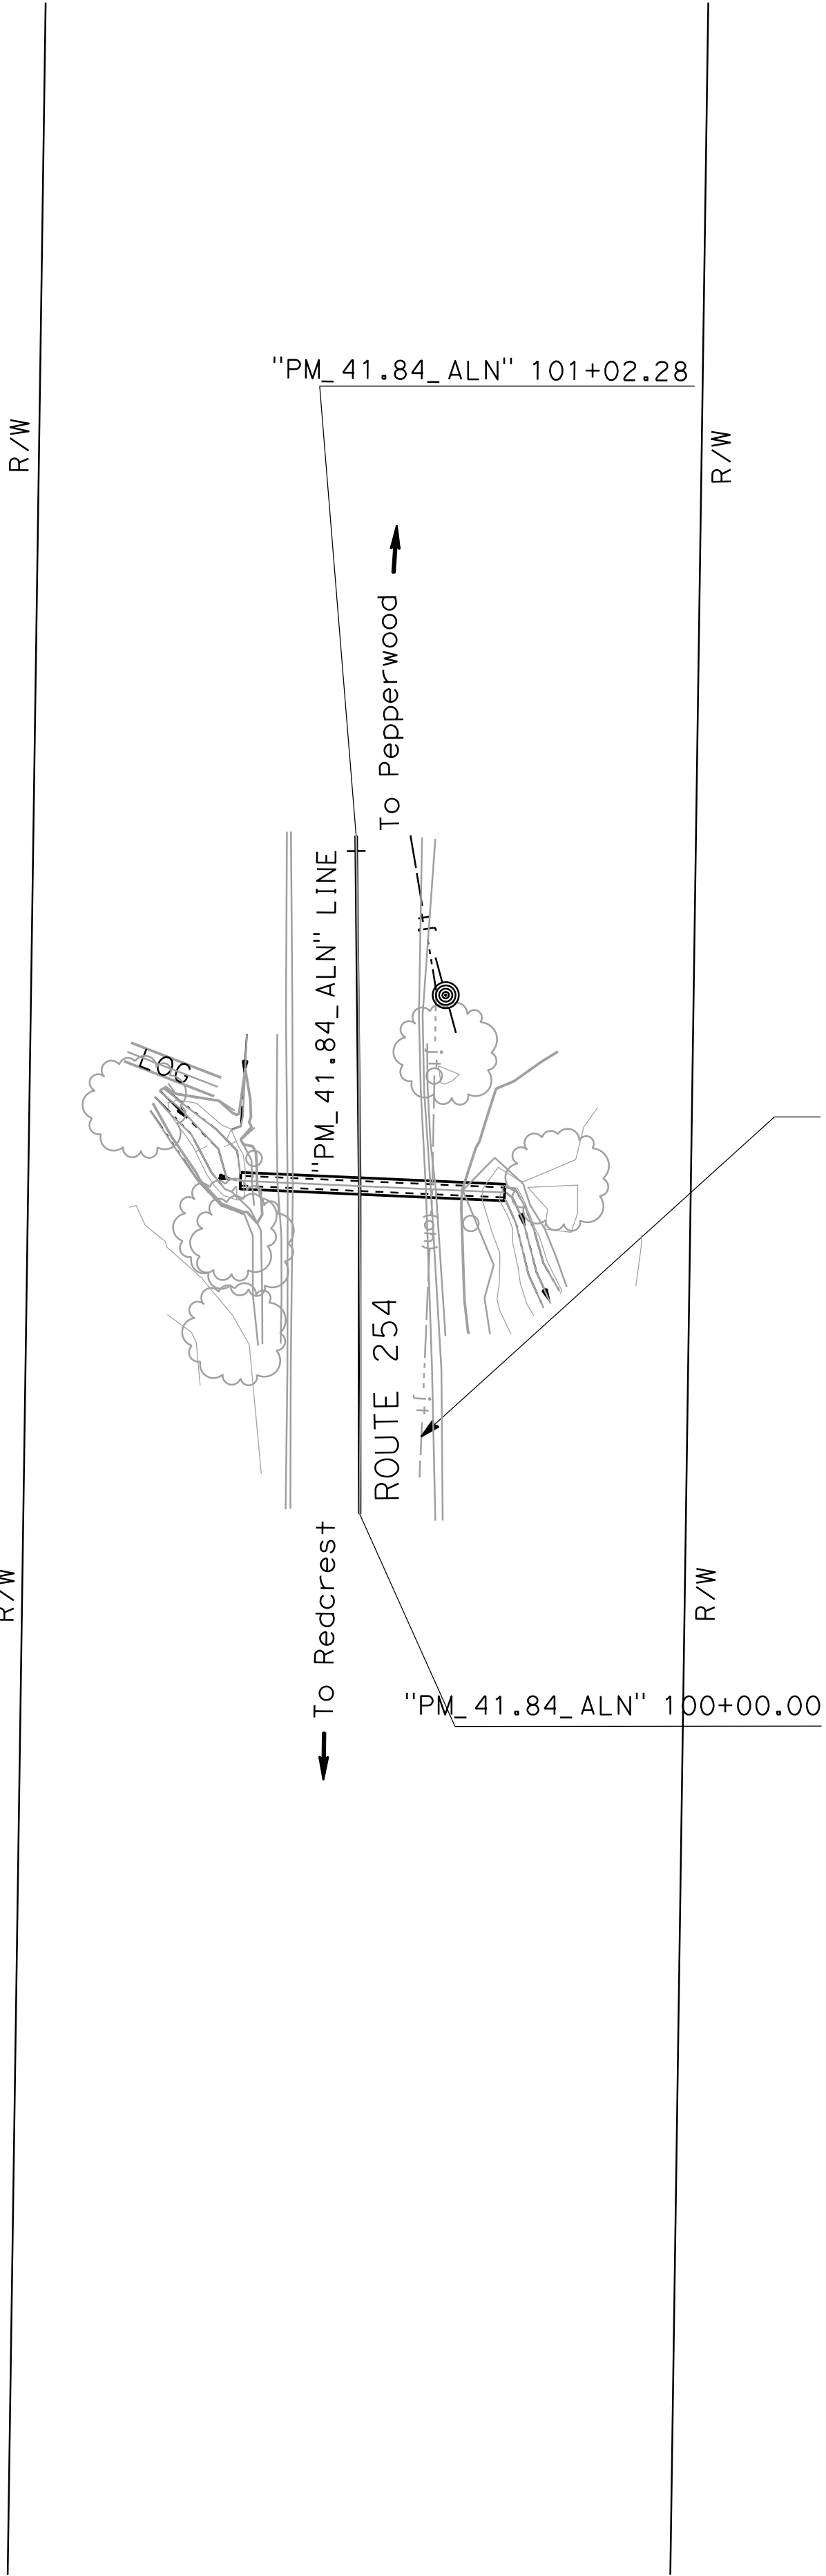 "PM_41.84_ALN" 101+02.28
R/W
R/W
To Pepperwood
"PM_41.84_ALN" LINE
LOG
ROUTE 254
To Redcrest
R/W
R/W
"PM_41.84_ALN" 100+00.00